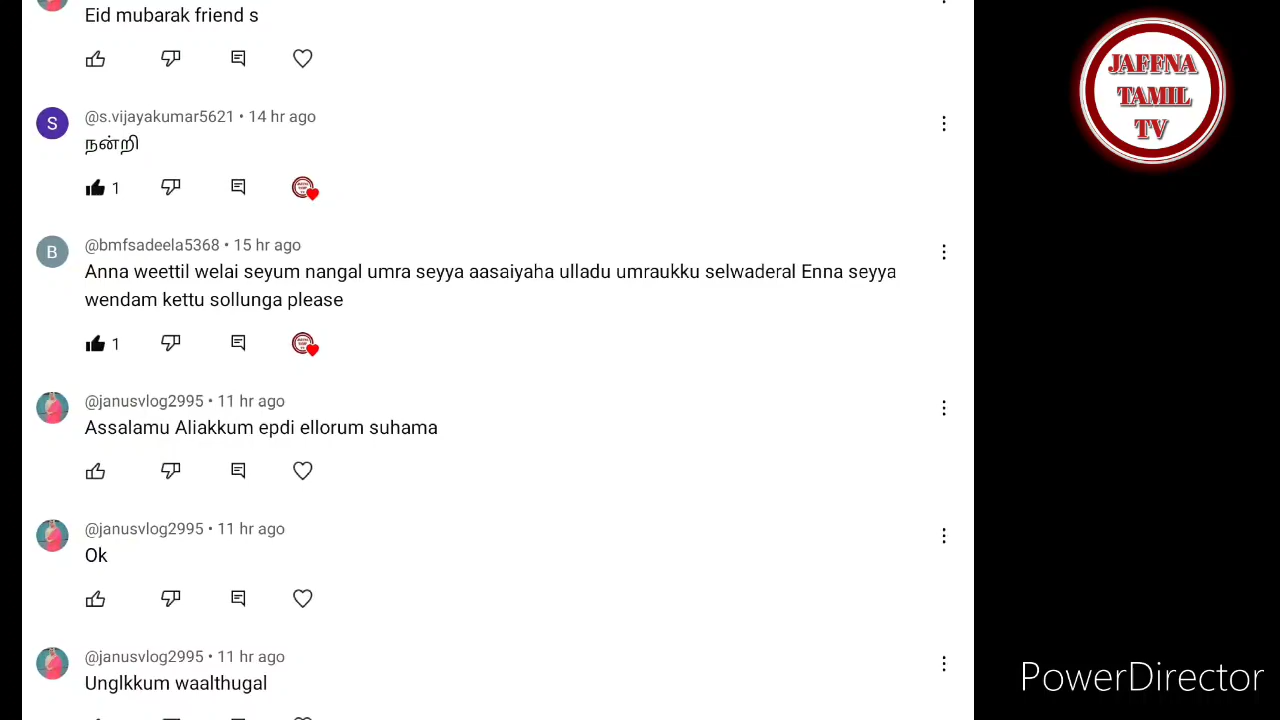 Eid mubarak friend s
S
@s.vijayakumar5621 • 14 hr ago
நன்றி
1
B
@bmfsadeela5368 • 15 hr ago
Anna weettil welai seyum nangal umra seyya aasaiyaha ulladu umraukku selwaderal Enna seyya
wendam kettu sollunga please
1
@janusvlog2995 • 11 hr ago
Assalamu Aliakkum epdi ellorum suhama
@janusvlog2995 • 11 hr ago
Ok
@janusvlog2995 • 11 hr ago
Unglkkum waalthugal
JAFFNA
TAMIL
TV
PowerDirector